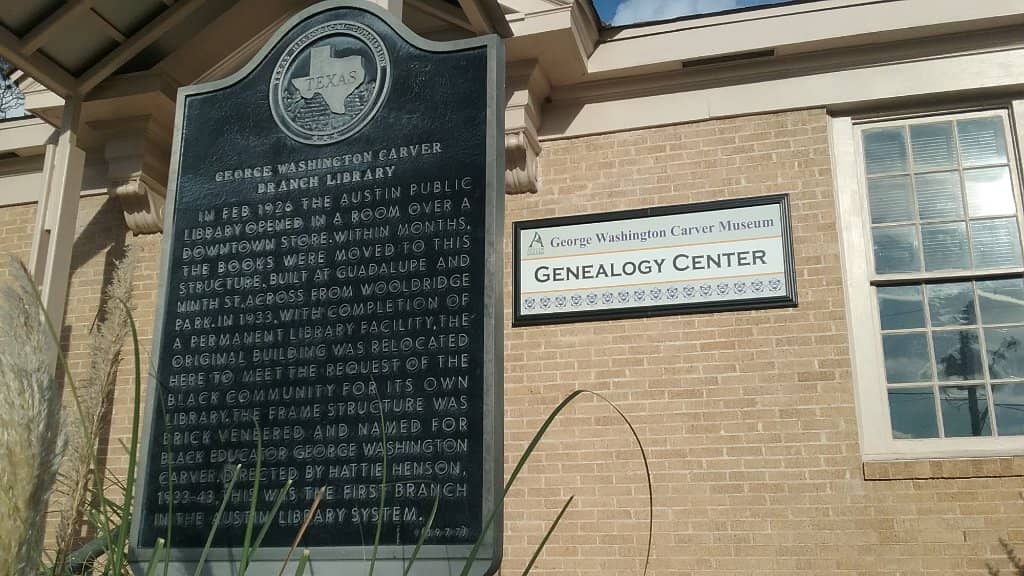 TEXAS
GEORGE WASHINGTON CARVER
BRANCH LIBRARY
IN FEB 1926 THE AUSTIN PUBLIC
LIBRARY OPENED IN A ROOM OVER A
DOWNTOWN STORE. WITHIN MONTHS,
THE BOOKS WERE MOVED TO THIS
STRUCTURE, BUILT AT GUADALUPE AND
NINTH ST, ACROSS FROM WOOLDRIDGE
PARK. IN 1933, WITH COMPLETION OF
A PERMANENT LIBRARY FACILITY, THE
ORIGINAL BUILDING WAS RELOCATED
HERE TO MEET THE REQUEST OF THE
BLACK COMMUNITY FOR ITS OWN
LIBRARY. THE FRAME STRUCTURE WAS
BRICK VENEERED AND NAMED FOR
BLACK EDUCATOR GEORGE WASHINGTON
CARVER. DIRECTED BY HATTIE HENSON,
1933-43, THIS WAS THE FIRST BRANCH
IN THE AUSTIN LIBRARY SYSTEM.
George Washington Carver Museum
GENEALOGY CENTER